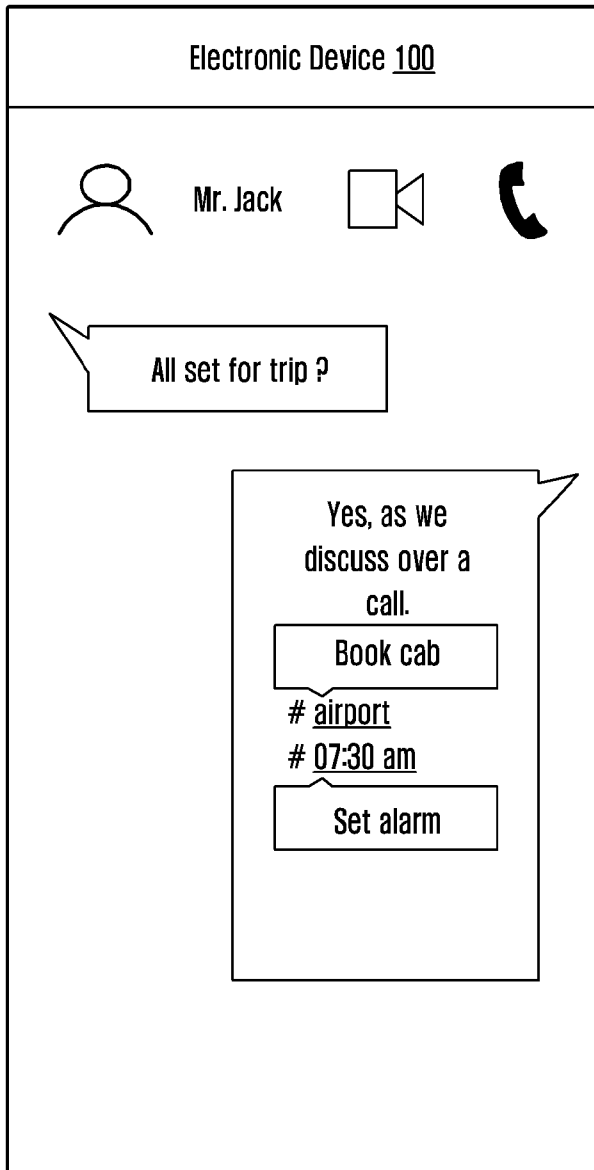 Electronic Device 100
Mr. Jack
All set for trip ?
Yes, as we
discuss over a
call.
Book cab
# airport
# 07:30 am
Set alarm